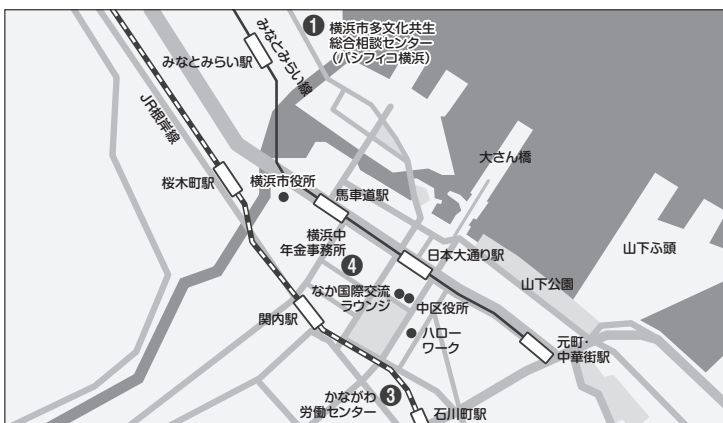 ❶ 横浜市多文化共生
総合相談センター
(パシフィコ横浜)
みなとみらい線
みなとみらい駅
JR根岸線
大さん橋
桜木町駅
横浜市役所
馬車道駅
横浜中
年金事務所
❹
日本大通り駅
山下ふ頭
山下公園
なか国際交流
ラウンジ
中区役所
関内駅
ハロー
ワーク
元町・
中華街駅
かながわ
労働センター
❸
石川町駅